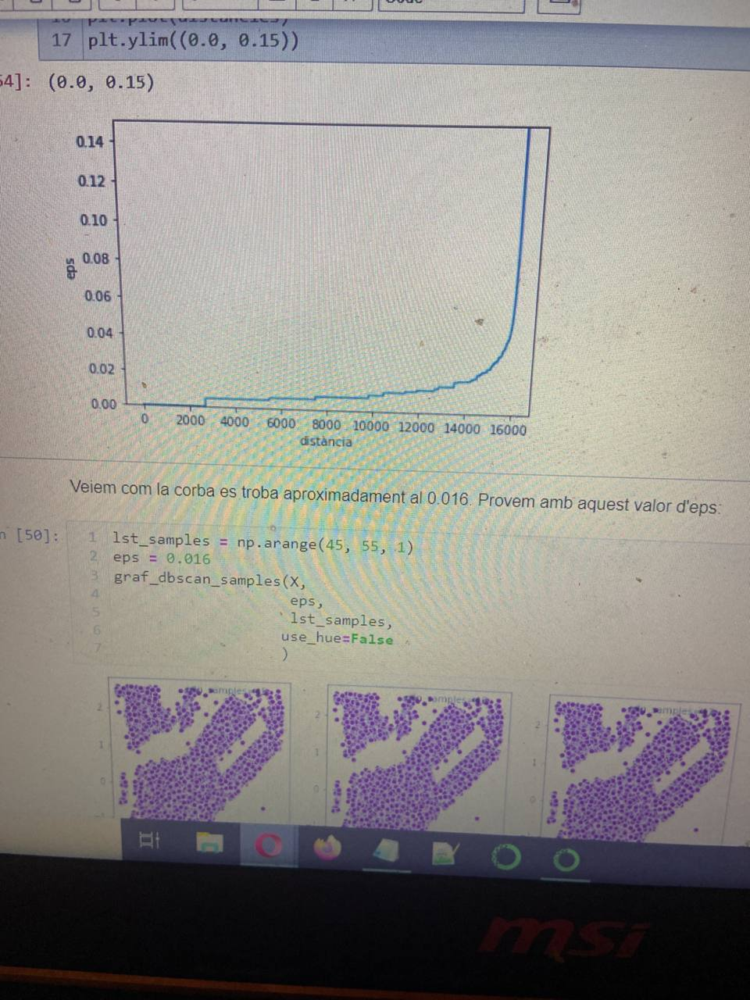 17 plt.ylim((0.0, 0.15))
54]: (0.0, 0.15)
0.14
0.12
0.10
0.08
0.06
0.04
0.02
0.00
eps
0 2000 4000 6000 8000 10000 12000 14000 16000
distància
Veiem com la corba es troba aproximadament al 0.016. Provem amb aquest valor d'eps:
n [50]:
1 lst_samples = np.arange(45, 55, 1)
2 eps = 0.016
3 graf_dbscan_samples(X,
4 eps,
5 lst_samples,
6 use_hue=False
7 )
2
1
0
2
1
0
2
1
0
msi